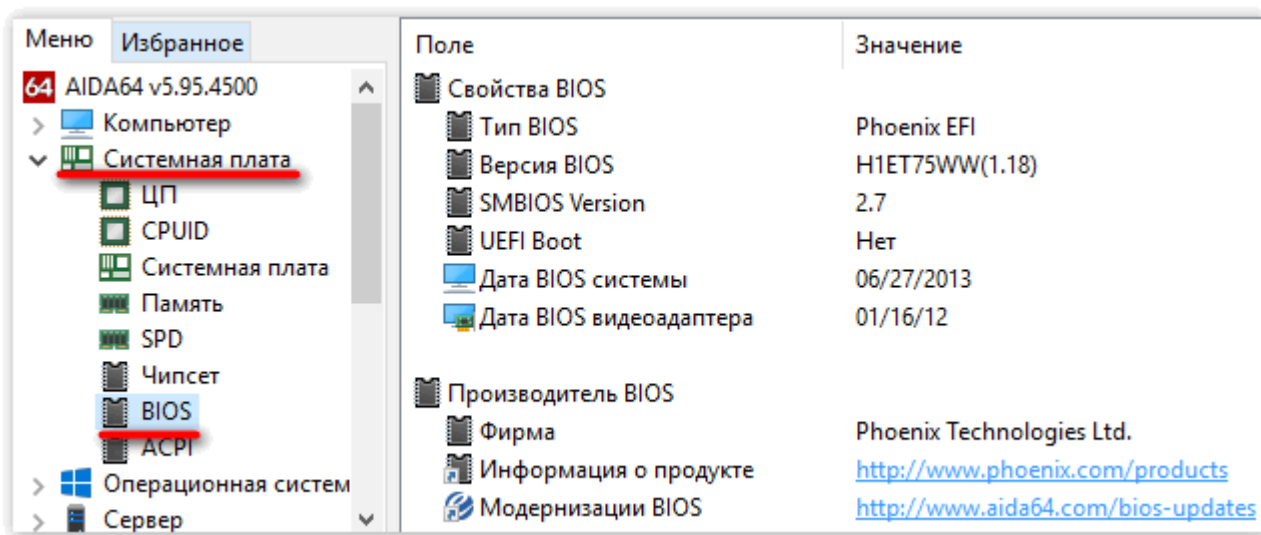 Меню Избранное
64 AIDA64 v5.95.4500
Компьютер
Системная плата
ЦП
CPUID
Системная плата
Память
SPD
Чипсет
BIOS
ACPI
Операционная систем
Сервер
Поле Значение
Свойства BIOS
Тип BIOS Phoenix EFI
Версия BIOS H1ET75WW(1.18)
SMBIOS Version 2.7
UEFI Boot Нет
Дата BIOS системы 06/27/2013
Дата BIOS видеоадаптера 01/16/12
Производитель BIOS
Фирма Phoenix Technologies Ltd.
Информация о продукте http://www.phoenix.com/products
Модернизации BIOS http://www.aida64.com/bios-updates